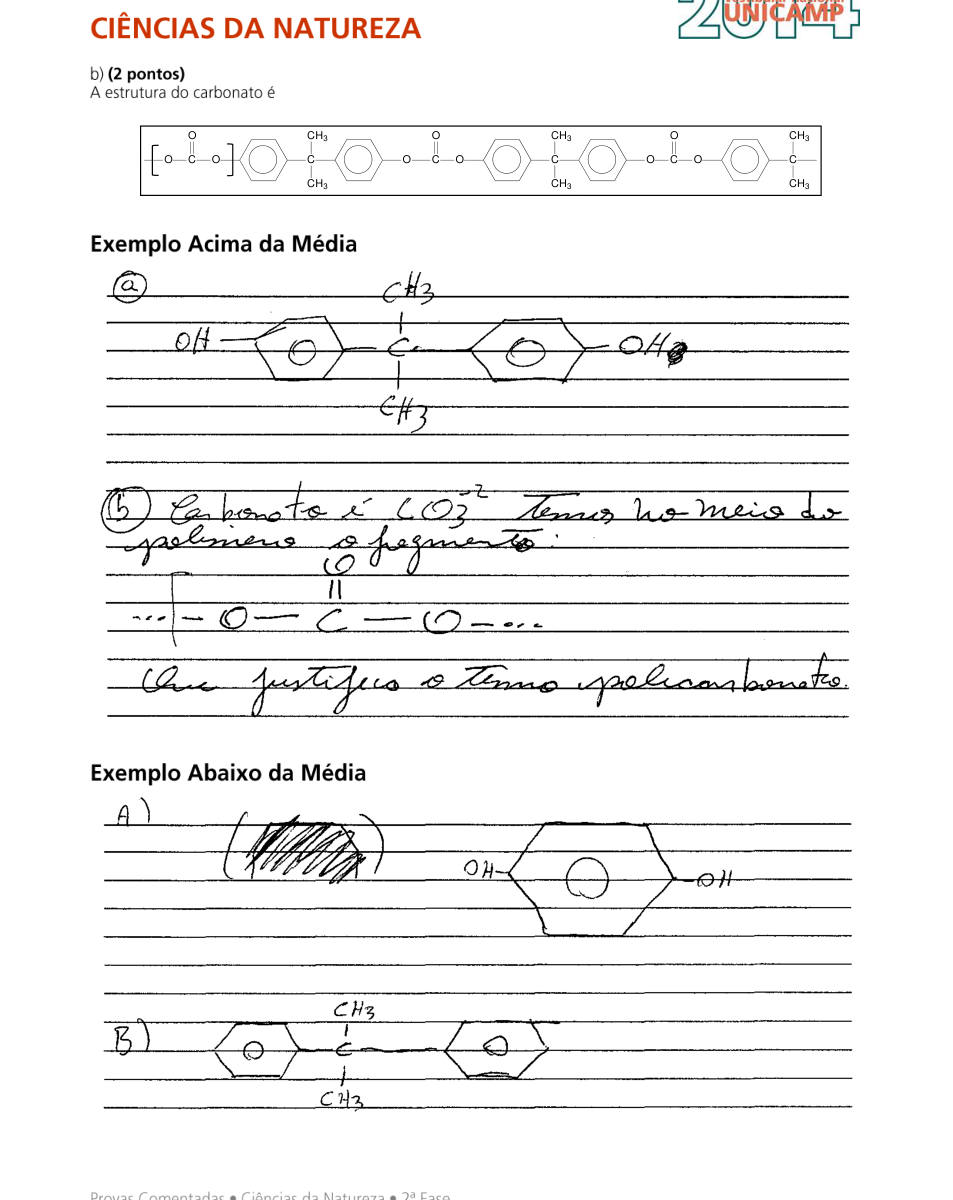 CIÊNCIAS DA NATUREZA
2014
UNICAMP
b) (2 pontos)
A estrutura do carbonato é
O CH₃ O CH₃ O CH₃
[ O C O ] C O C O C O C O C
CH₃ CH₃ CH₃
Exemplo Acima da Média
a
CH3
OH C OH
CH3
b) Carbonato é CO3⁻² Temos no meio do
polímero o fragmento:
O
... O — C — O — ...
Que justifica o termo policarbonato.
Exemplo Abaixo da Média
A)
OH OH
CH3
B) C
CH3
Provas Comentadas • Ciências da Natureza • 2ª Fase